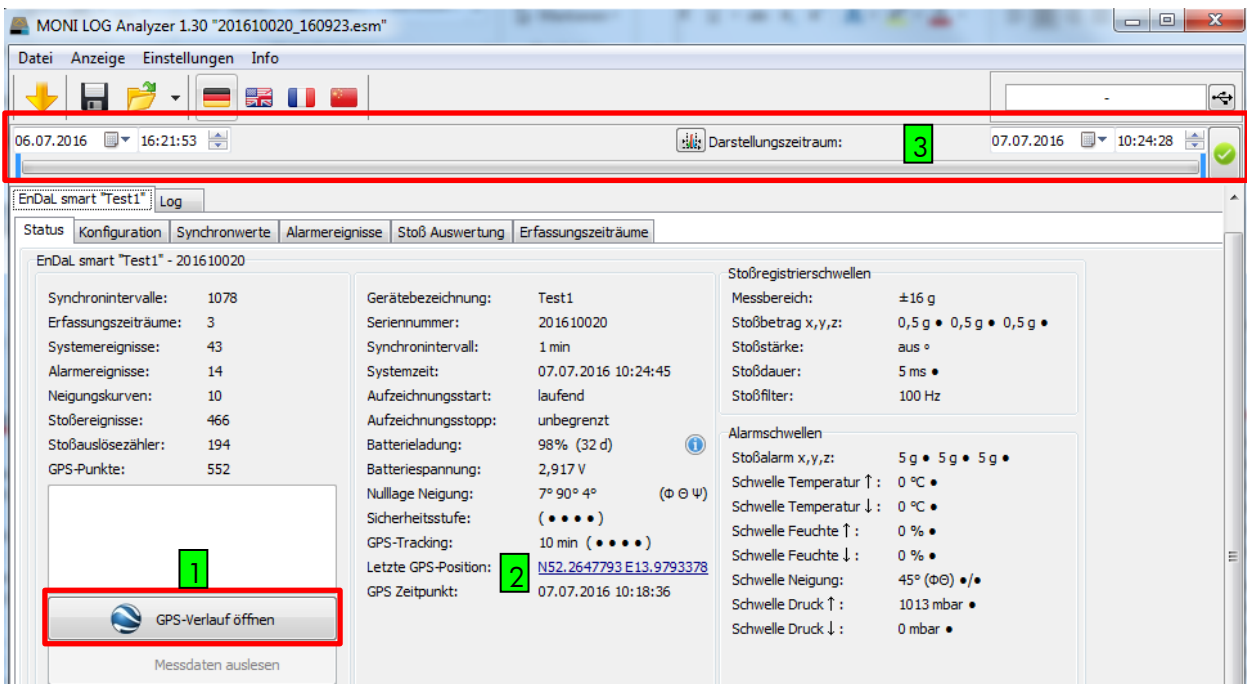 MONI LOG Analyzer 1.30 "201610020_160923.esm"
Datei Anzeige Einstellungen Info
-
06.07.2016 16:21:53 Darstellungszeitraum: 3 07.07.2016 10:24:28
EnDaL smart "Test1" Log
Status Konfiguration Synchronwerte Alarmereignisse Stoß Auswertung Erfassungszeiträume
EnDaL smart "Test1" - 201610020
Synchronintervalle: 1078
Erfassungszeiträume: 3
Systemereignisse: 43
Alarmereignisse: 14
Neigungskurven: 10
Stoßereignisse: 466
Stoßauslösezähler: 194
GPS-Punkte: 552
1
GPS-Verlauf öffnen
Messdaten auslesen
Gerätebezeichnung: Test1
Seriennummer: 201610020
Synchronintervall: 1 min
Systemzeit: 07.07.2016 10:24:45
Aufzeichnungsstart: laufend
Aufzeichnungsstopp: unbegrenzt
Batterieladung: 98% (32 d)
Batteriespannung: 2,917 V
Nulllage Neigung: 7° 90° 4° (Φ Θ Ψ)
Sicherheitsstufe: (● ● ● ●)
GPS-Tracking: 10 min (● ● ● ●)
Letzte GPS-Position: 2 N52.2647793 E13.9793378
GPS Zeitpunkt: 07.07.2016 10:18:36
Stoßregistrierschwellen
Messbereich: ±16 g
Stoßbetrag x,y,z: 0,5 g ● 0,5 g ● 0,5 g ●
Stoßstärke: aus ∘
Stoßdauer: 5 ms ●
Stoßfilter: 100 Hz
Alarmschwellen
Stoßalarm x,y,z: 5 g ● 5 g ● 5 g ●
Schwelle Temperatur ↑: 0 °C ●
Schwelle Temperatur ↓: 0 °C ●
Schwelle Feuchte ↑: 0 % ●
Schwelle Feuchte ↓: 0 % ●
Schwelle Neigung: 45° (ΦΘ) ●/●
Schwelle Druck ↑: 1013 mbar ●
Schwelle Druck ↓: 0 mbar ●